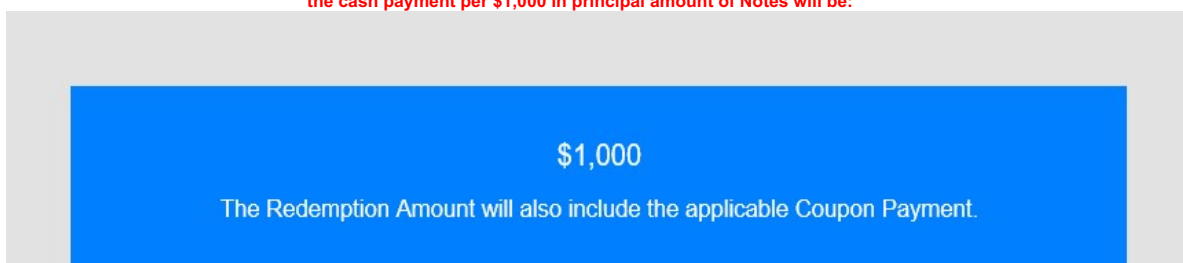 the cash payment per $1,000 in principal amount of Notes will be:
$1,000
The Redemption Amount will also include the applicable Coupon Payment.